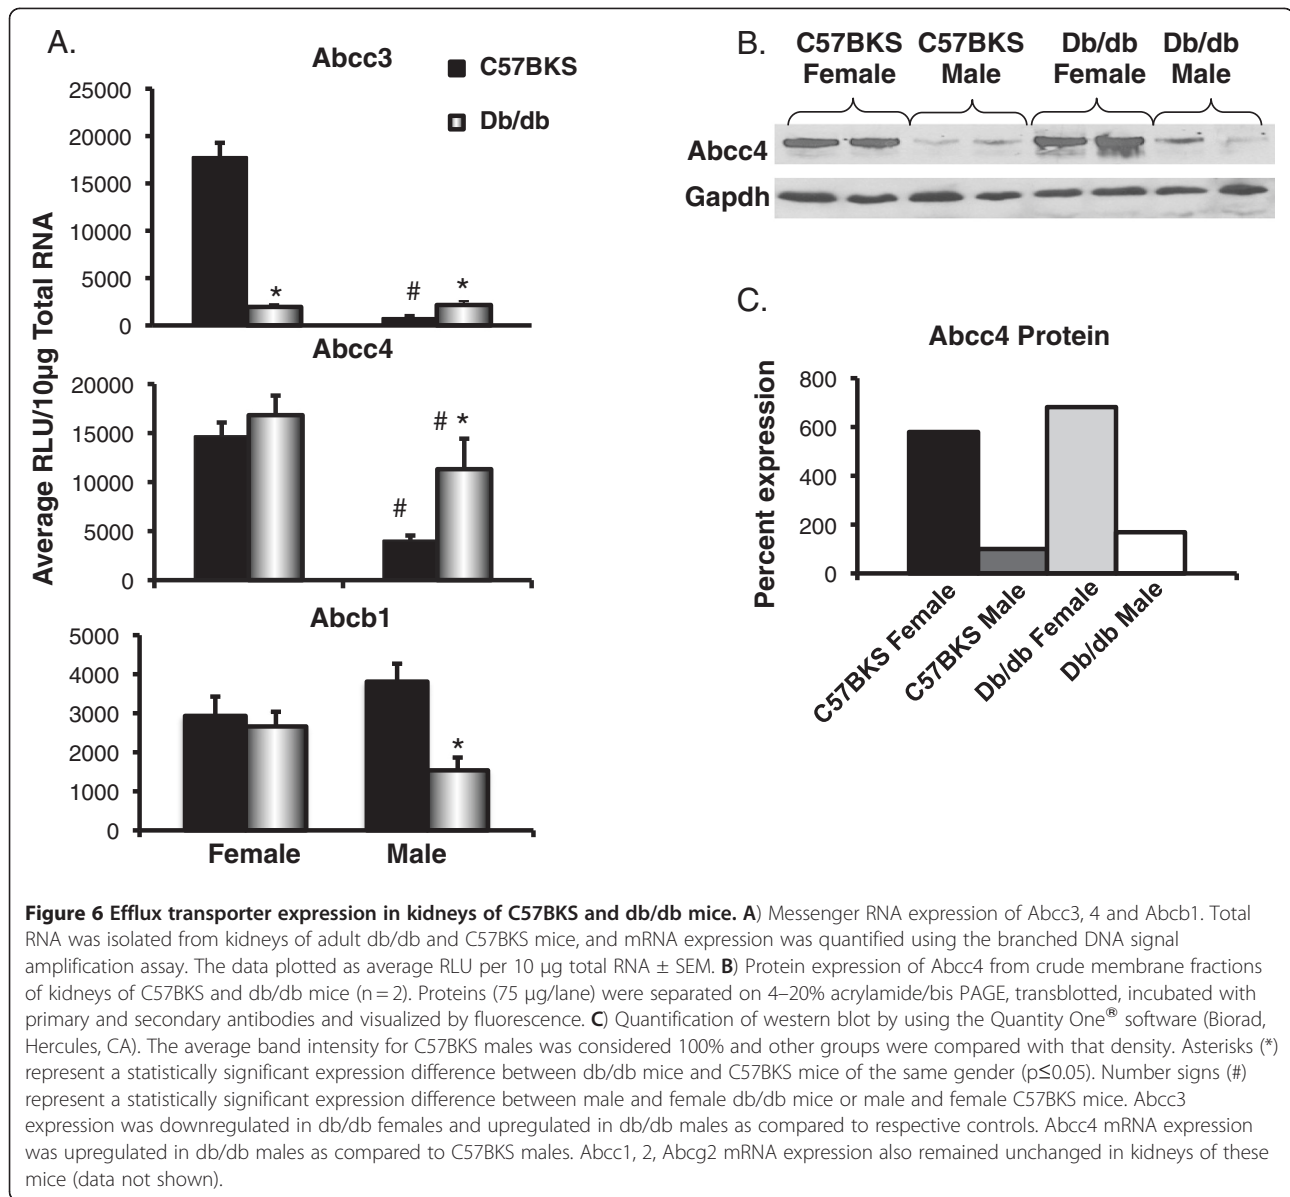 A.
Abcc3
C57BKS
Db/db
Average RLU/10µg Total RNA
25000
20000
15000
10000
5000
0
*
#
*
Abcc4
20000
15000
10000
5000
0
#
# *
Abcb1
5000
4000
3000
2000
1000
0
*
Female Male
B.
C57BKS C57BKS Db/db Db/db
Female Male Female Male
Abcc4
Gapdh
C.
Abcc4 Protein
Percent expression
800
600
400
200
0
C57BKS Female
C57BKS Male
Db/db Female
Db/db Male
Figure 6 Efflux transporter expression in kidneys of C57BKS and db/db mice. A) Messenger RNA expression of Abcc3, 4 and Abcb1. Total
RNA was isolated from kidneys of adult db/db and C57BKS mice, and mRNA expression was quantified using the branched DNA signal
amplification assay. The data plotted as average RLU per 10 µg total RNA ± SEM. B) Protein expression of Abcc4 from crude membrane fractions
of kidneys of C57BKS and db/db mice (n = 2). Proteins (75 µg/lane) were separated on 4–20% acrylamide/bis PAGE, transblotted, incubated with
primary and secondary antibodies and visualized by fluorescence. C) Quantification of western blot by using the Quantity One® software (Biorad,
Hercules, CA). The average band intensity for C57BKS males was considered 100% and other groups were compared with that density. Asterisks (*)
represent a statistically significant expression difference between db/db mice and C57BKS mice of the same gender (p≤0.05). Number signs (#)
represent a statistically significant expression difference between male and female db/db mice or male and female C57BKS mice. Abcc3
expression was downregulated in db/db females and upregulated in db/db males as compared to respective controls. Abcc4 mRNA expression
was upregulated in db/db males as compared to C57BKS males. Abcc1, 2, Abcg2 mRNA expression also remained unchanged in kidneys of these
mice (data not shown).